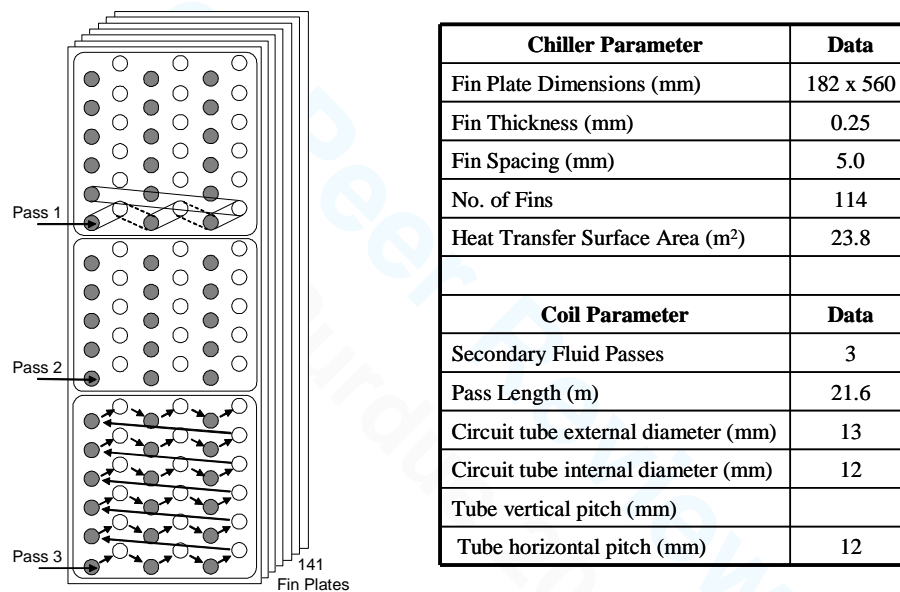 Pass 1
Pass 2
Pass 3
141
Fin Plates
Chiller Parameter Data
Fin Plate Dimensions (mm) 182 x 560
Fin Thickness (mm) 0.25
Fin Spacing (mm) 5.0
No. of Fins 114
Heat Transfer Surface Area (m²) 23.8
Coil Parameter Data
Secondary Fluid Passes 3
Pass Length (m) 21.6
Circuit tube external diameter (mm) 13
Circuit tube internal diameter (mm) 12
Tube vertical pitch (mm)
Tube horizontal pitch (mm) 12